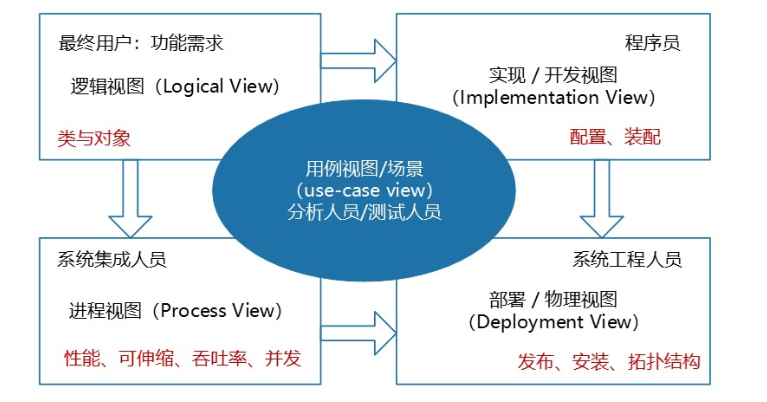 最终用户：功能需求
逻辑视图（Logical View）
类与对象
程序员
实现 / 开发视图
（Implementation View）
配置、装配
用例视图/场景
（use-case view）
分析人员/测试人员
系统集成人员
进程视图（Process View）
性能、可伸缩、吞吐率、并发
系统工程人员
部署 / 物理视图
（Deployment View）
发布、安装、拓扑结构